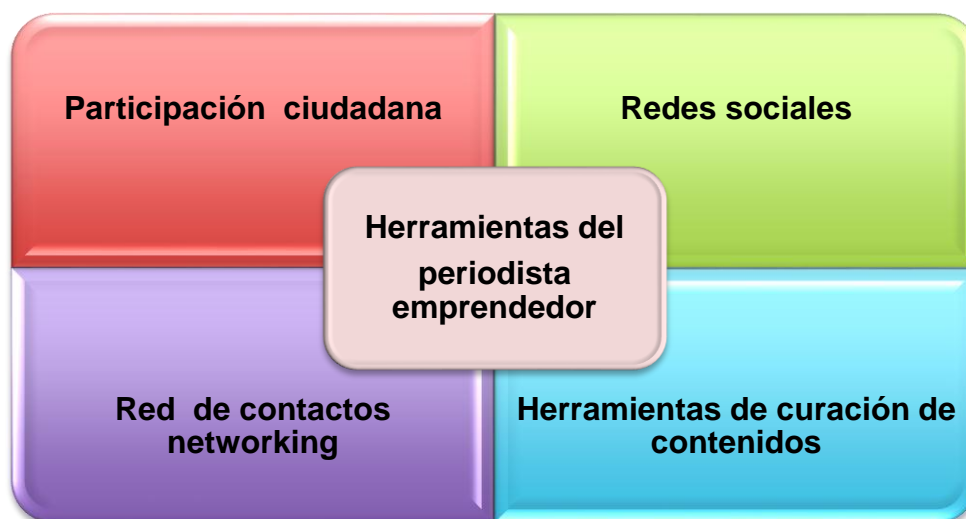 Participación ciudadana
Redes sociales
Herramientas del
periodista
emprendedor
Red de contactos
networking
Herramientas de curación de
contenidos